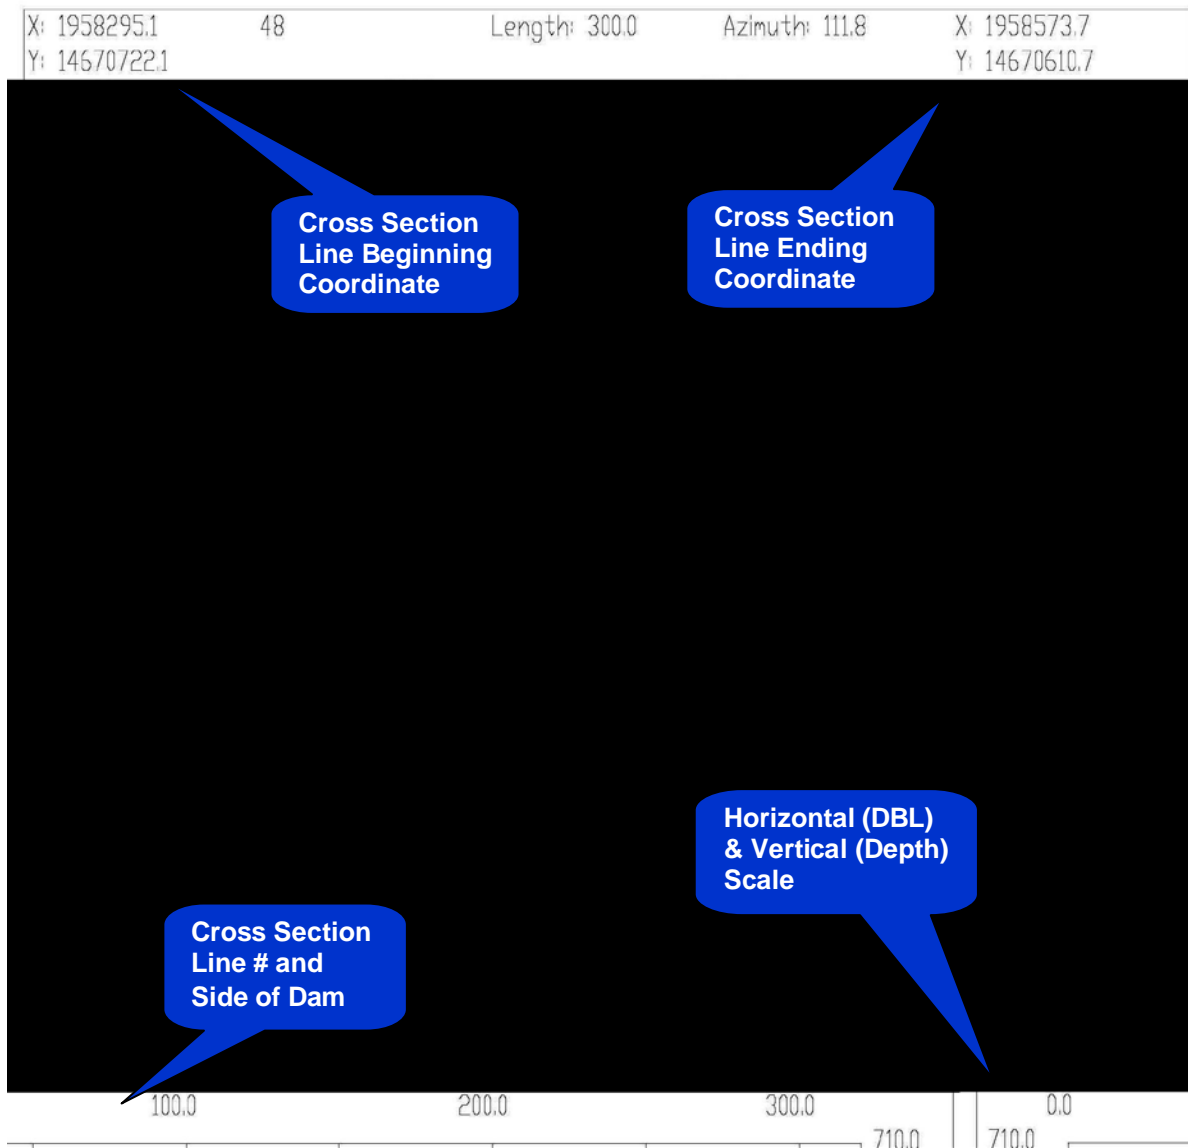 X: 1958295.1 48 Length: 300.0 Azimuth: 111.8 X: 1958573.7
Y: 14670722.1 Y: 14670610.7
Cross Section
Line Beginning
Coordinate
Cross Section
Line Ending
Coordinate
Horizontal (DBL)
& Vertical (Depth)
Scale
Cross Section
Line # and
Side of Dam
100.0 200.0 300.0 0.0
710.0 710.0